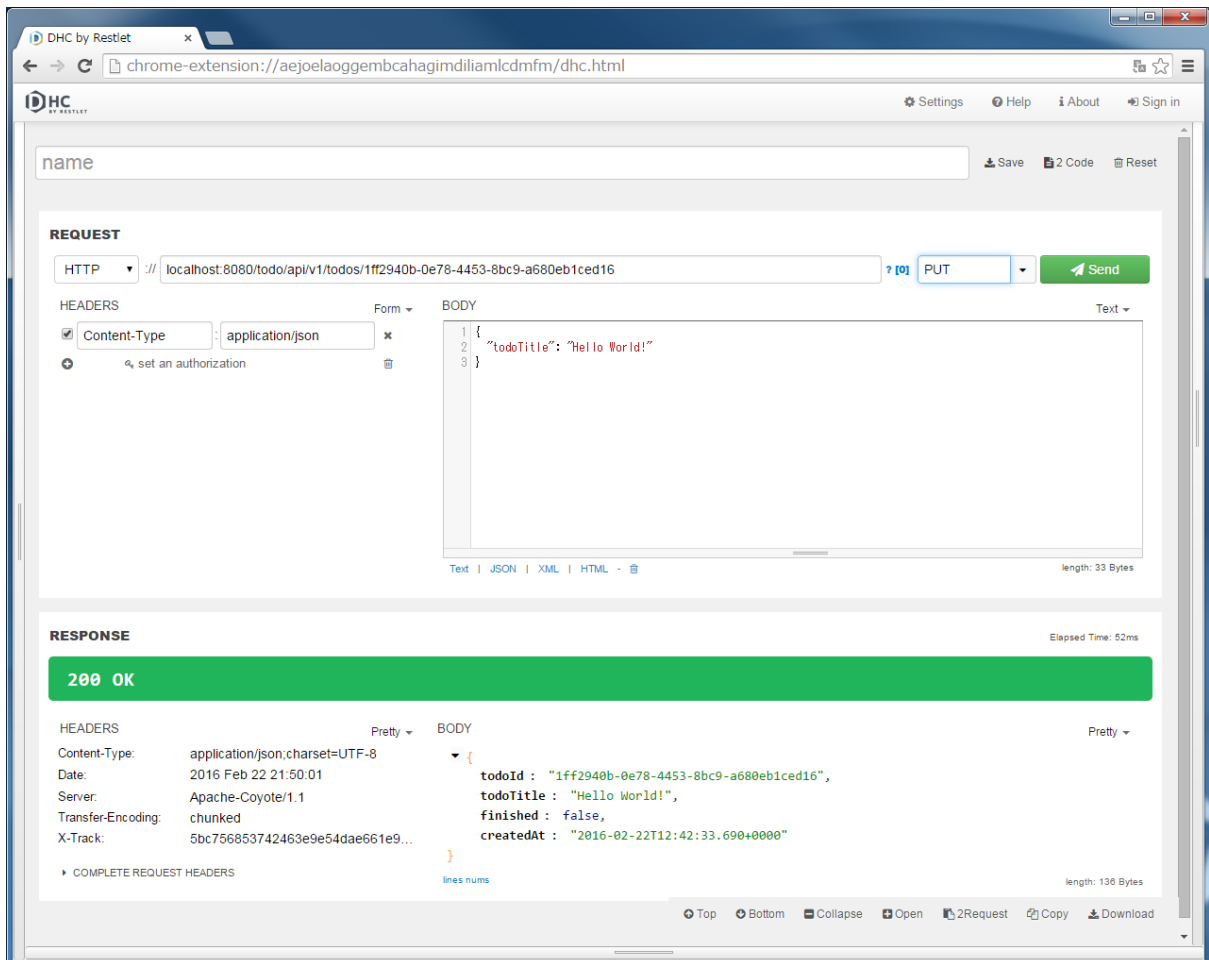 DHC by Restlet ×
chrome-extension://aejoelaoggembcahagimdiliamlcdmfm/dhc.html
DHC BY RESTLET Settings Help About Sign in
name Save 2 Code Reset
REQUEST
HTTP :// localhost:8080/todo/api/v1/todos/1ff2940b-0e78-4453-8bc9-a680eb1ced16 ? [0] PUT Send
HEADERS Form BODY Text
Content-Type : application/json
set an authorization
1 {
2 "todoTitle": "Hello World!"
3 }
Text | JSON | XML | HTML - length: 33 Bytes
RESPONSE Elapsed Time: 52ms
200 OK
HEADERS Pretty BODY Pretty
Content-Type: application/json;charset=UTF-8
Date: 2016 Feb 22 21:50:01
Server: Apache-Coyote/1.1
Transfer-Encoding: chunked
X-Track: 5bc756853742463e9e54dae661e9...
COMPLETE REQUEST HEADERS
{
todoId : "1ff2940b-0e78-4453-8bc9-a680eb1ced16",
todoTitle : "Hello World!",
finished : false,
createdAt : "2016-02-22T12:42:33.690+0000"
}
lines nums length: 136 Bytes
Top Bottom Collapse Open 2Request Copy Download